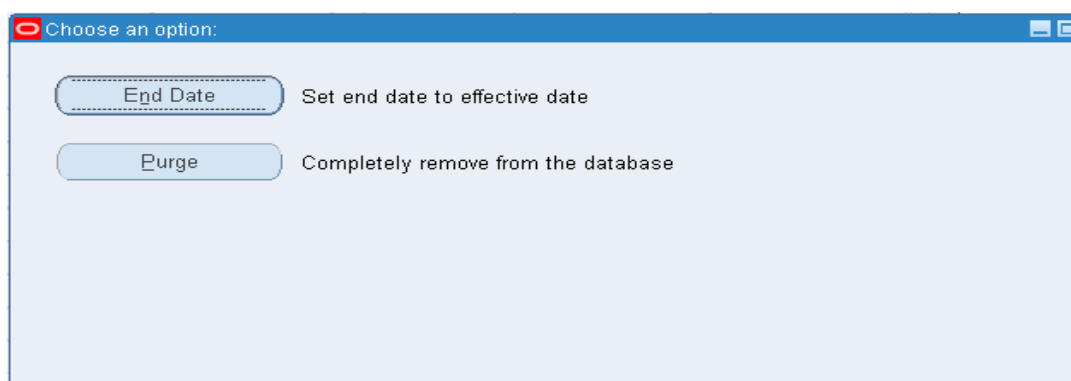 Choose an option:
End Date Set end date to effective date
Purge Completely remove from the database